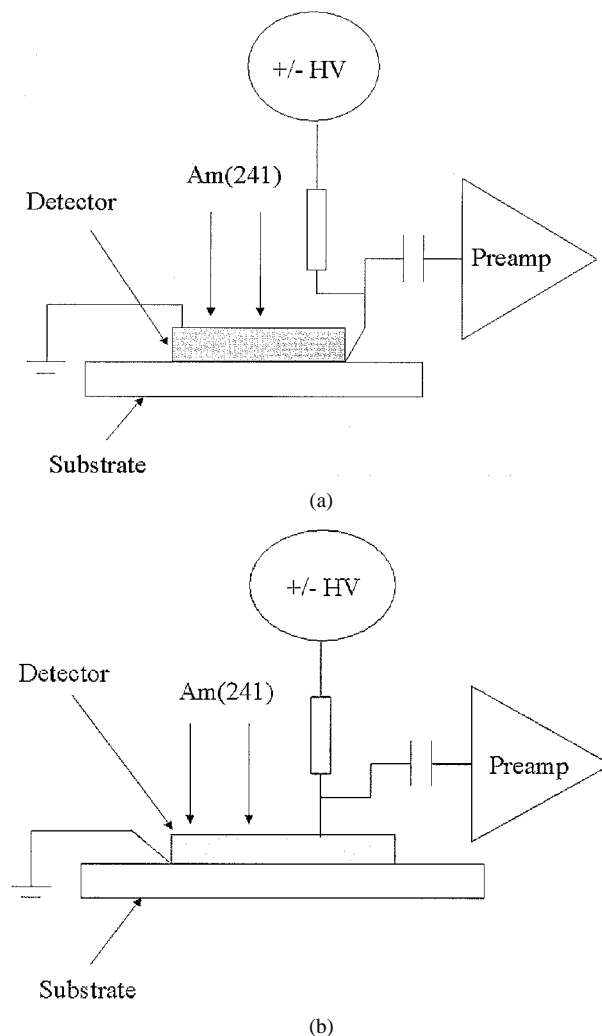 +/- HV
Am(241)
Detector
Preamp
Substrate
(a)
+/- HV
Detector
Am(241)
Preamp
Substrate
(b)